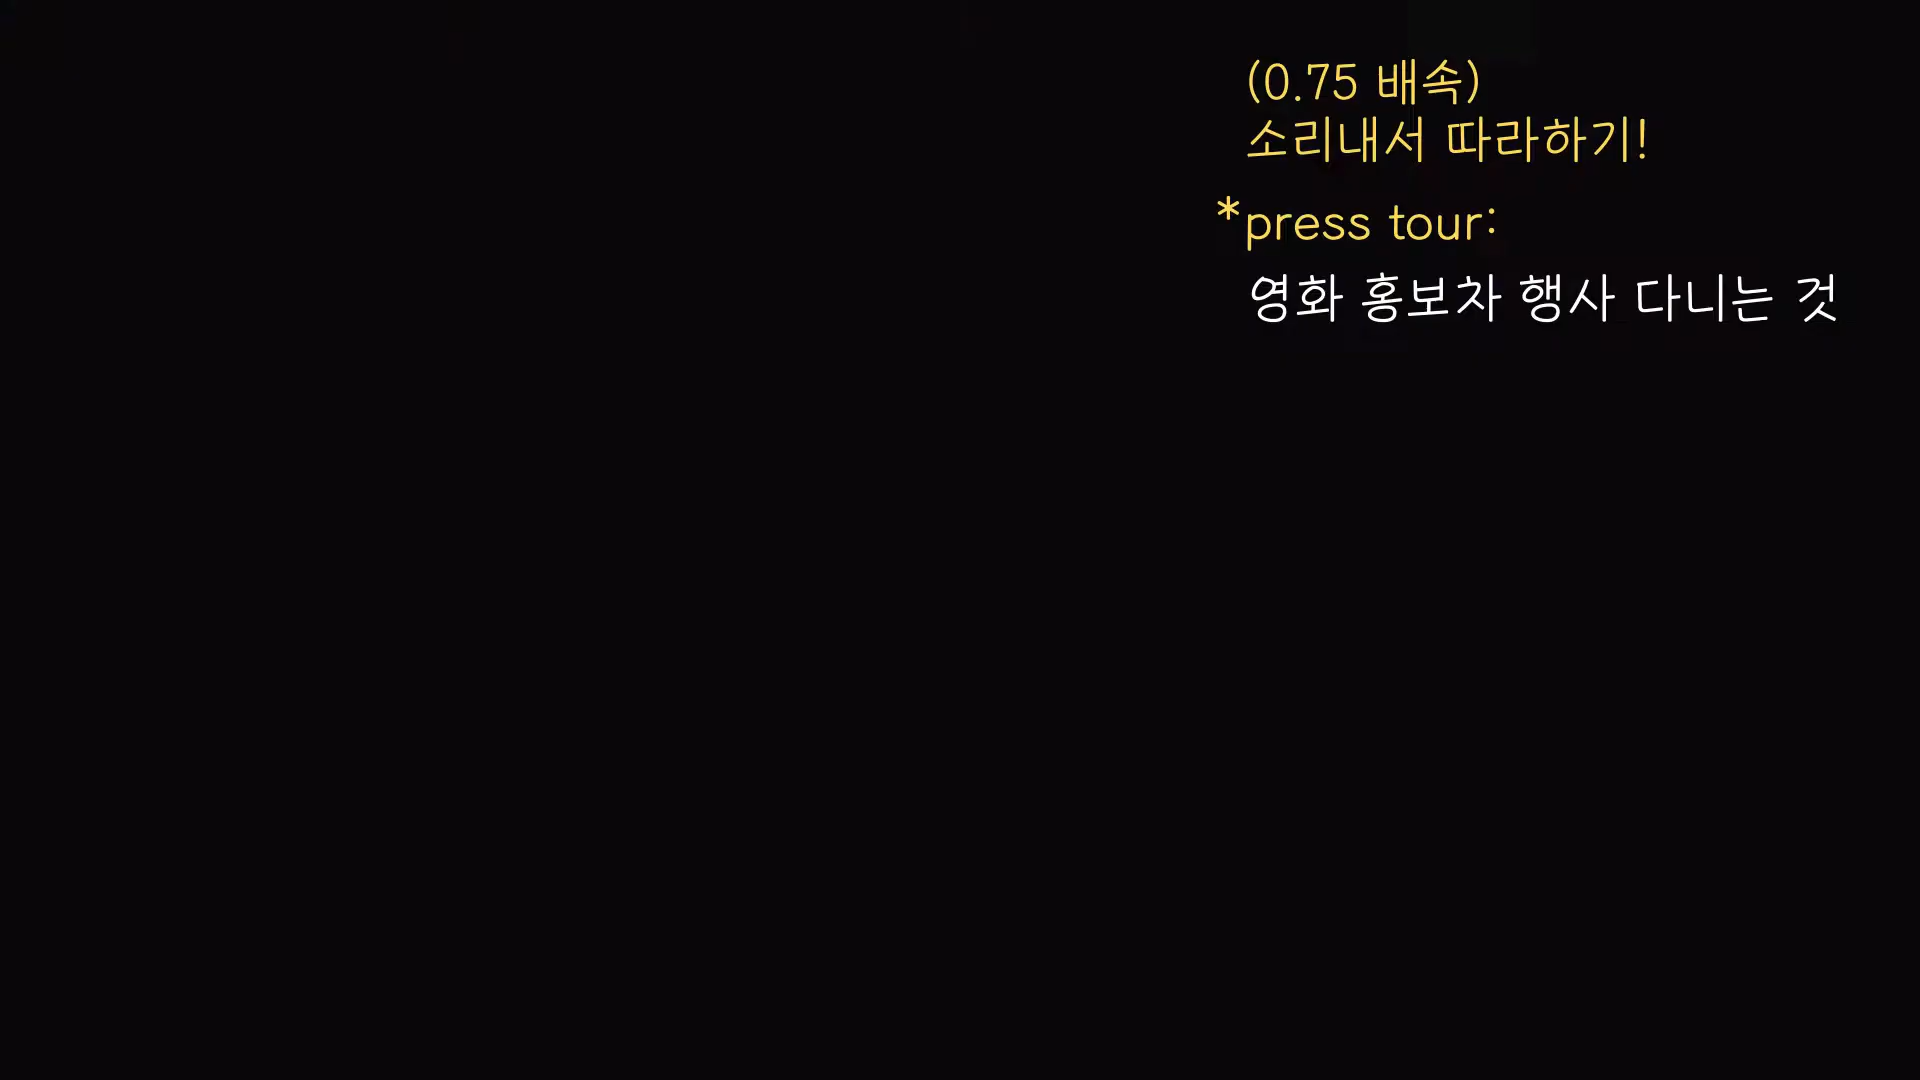 (0.75 배속)
소리내서 따라하기!
*press tour:
영화 홍보차 행사 다니는 것